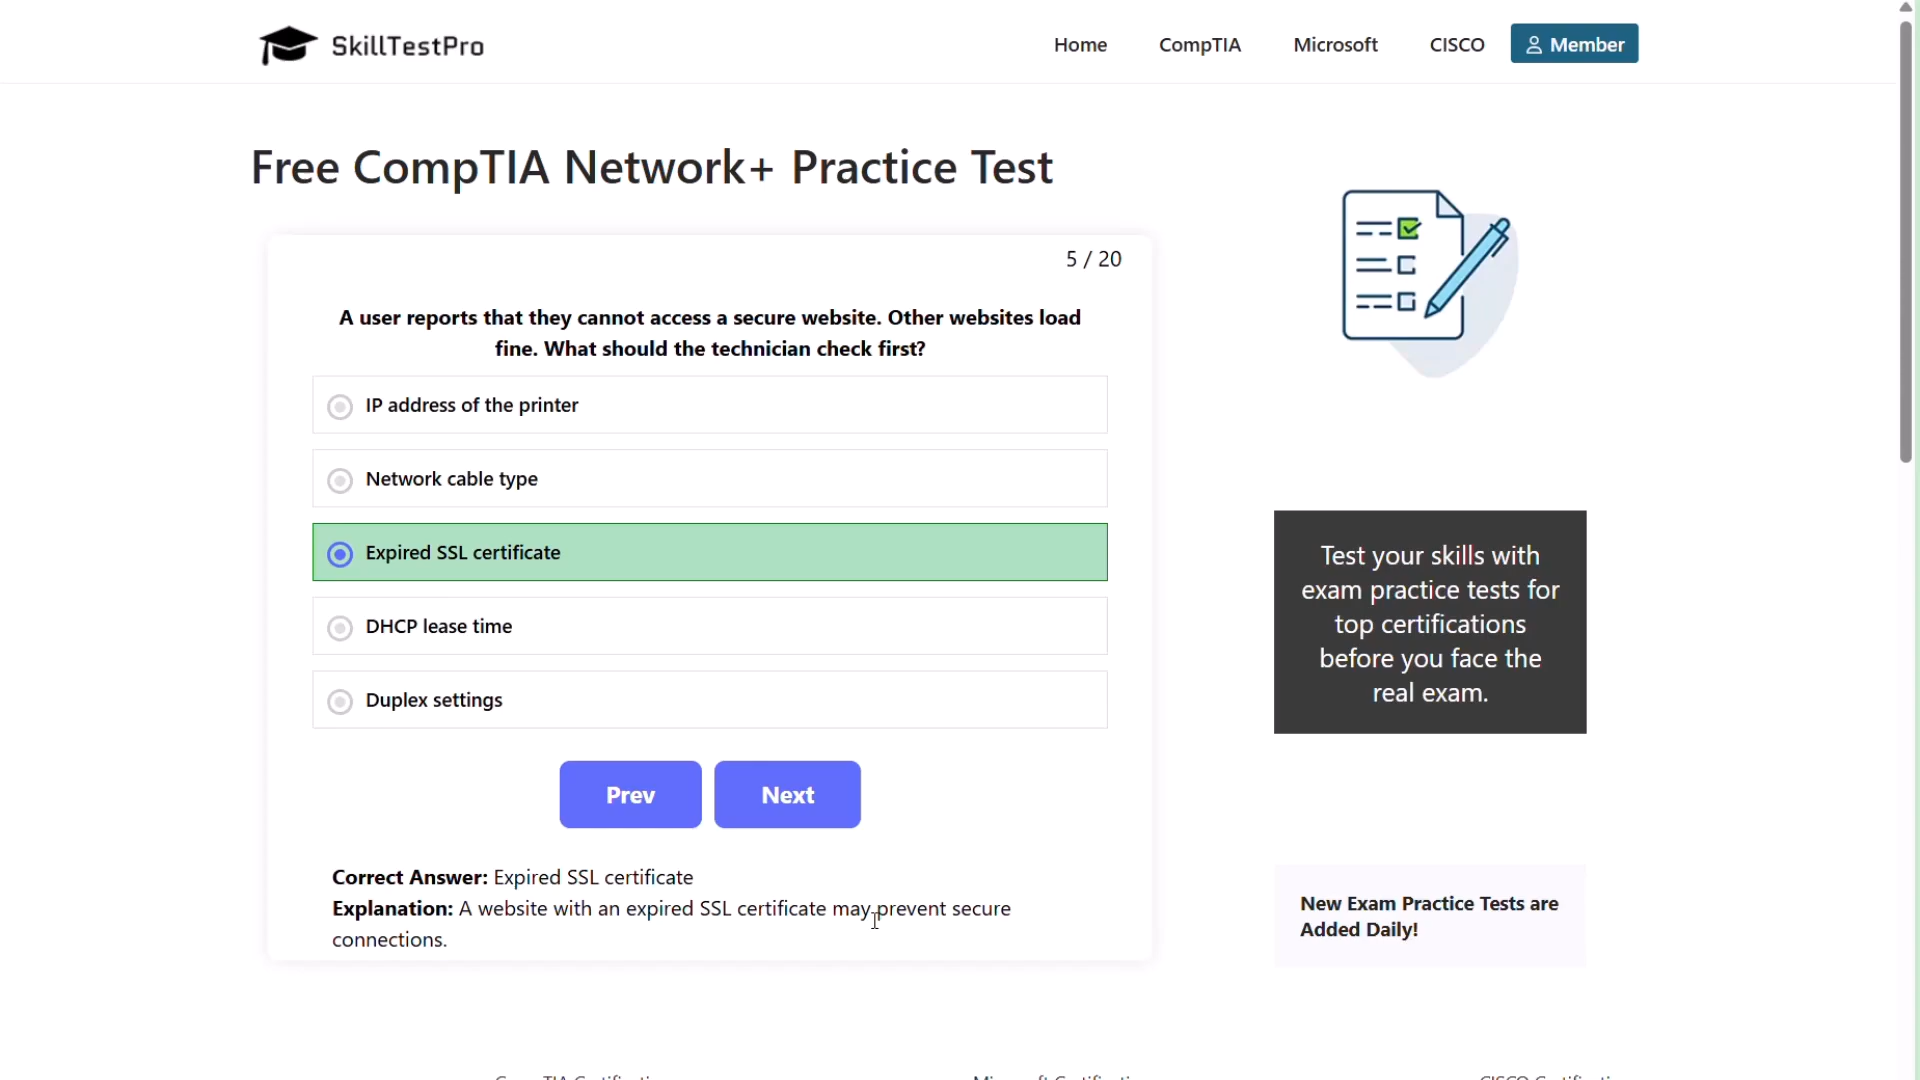 SkillTestPro
Home
CompTIA
Microsoft
CISCO
Member
Free CompTIA Network+ Practice Test
5 / 20
A user reports that they cannot access a secure website. Other websites load
fine. What should the technician check first?
IP address of the printer
Network cable type
Expired SSL certificate
DHCP lease time
Duplex settings
Prev
Next
Correct Answer: Expired SSL certificate
Explanation: A website with an expired SSL certificate may prevent secure
connections.
Test your skills with
exam practice tests for
top certifications
before you face the
real exam.
New Exam Practice Tests are
Added Daily!